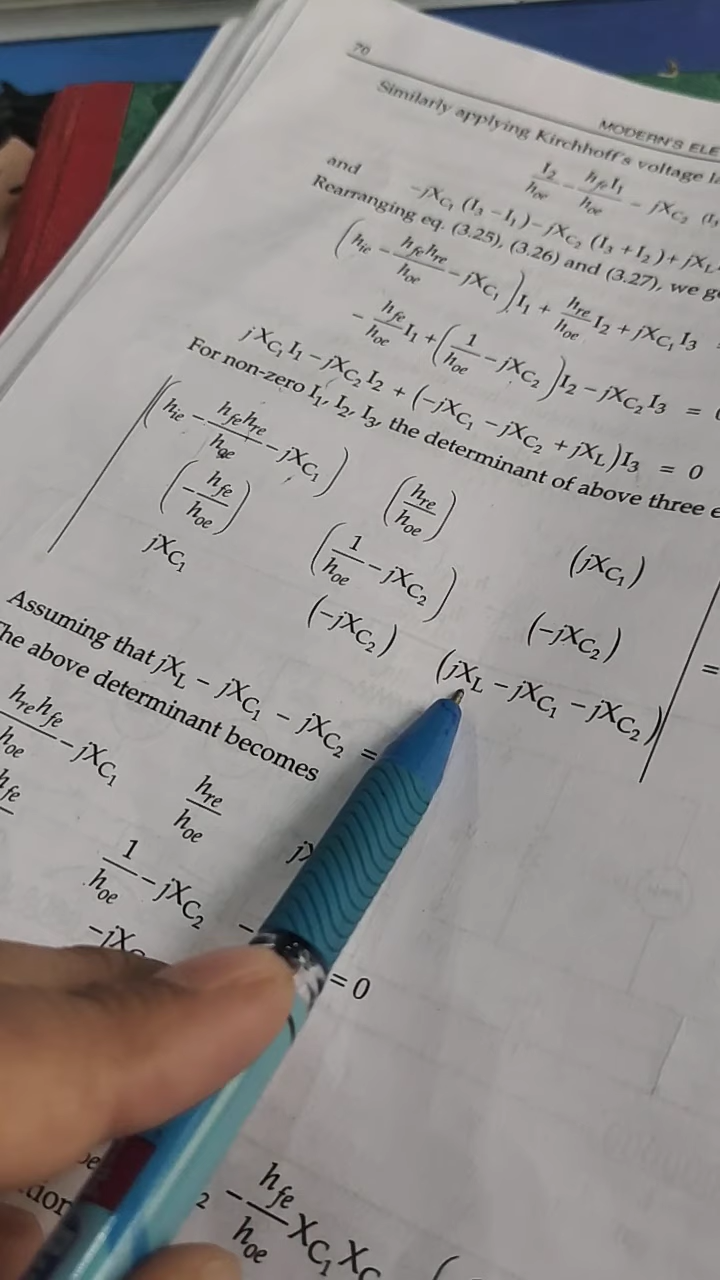 70
MODERN'S ELE
Similarly applying Kirchhoff's voltage
I₂/hₒₑ - h_fe I₁/hₒₑ - jX_C₂ (I₃
and -jX_C₁ (I₃ - I₁) - jX_C₂ (I₃ + I₂) + jX_L
Rearranging eq. (3.25), (3.26) and (3.27), we
(h_ie - h_fe h_re/h_oe - jX_C₁) I₁ + h_re/h_oe I₂ + jX_C₁ I₃
- h_fe/h_oe I₁ + (1/h_oe - jX_C₂) I₂ - jX_C₂ I₃ =
jX_C₁ I₁ - jX_C₂ I₂ + (-jX_C₁ - jX_C₂ + jX_L) I₃ = 0
For non-zero I₁, I₂, I₃, the determinant of above three
(h_ie - h_fe h_re/h_oe - jX_C₁) (h_re/h_oe) (jX_C₁)
(- h_fe/h_oe) (1/h_oe - jX_C₂) (-jX_C₂) =
jX_C₁ (-jX_C₂) (jX_L - jX_C₁ - jX_C₂)
Assuming that jX_L - jX_C₁ - jX_C₂ =
The above determinant becomes
h_re h_fe/h_oe - jX_C₁ h_re/h_oe
h_fe 1/h_oe - jX_C₂ -
= 0
- h_fe/h_oe X_C₁ X_C